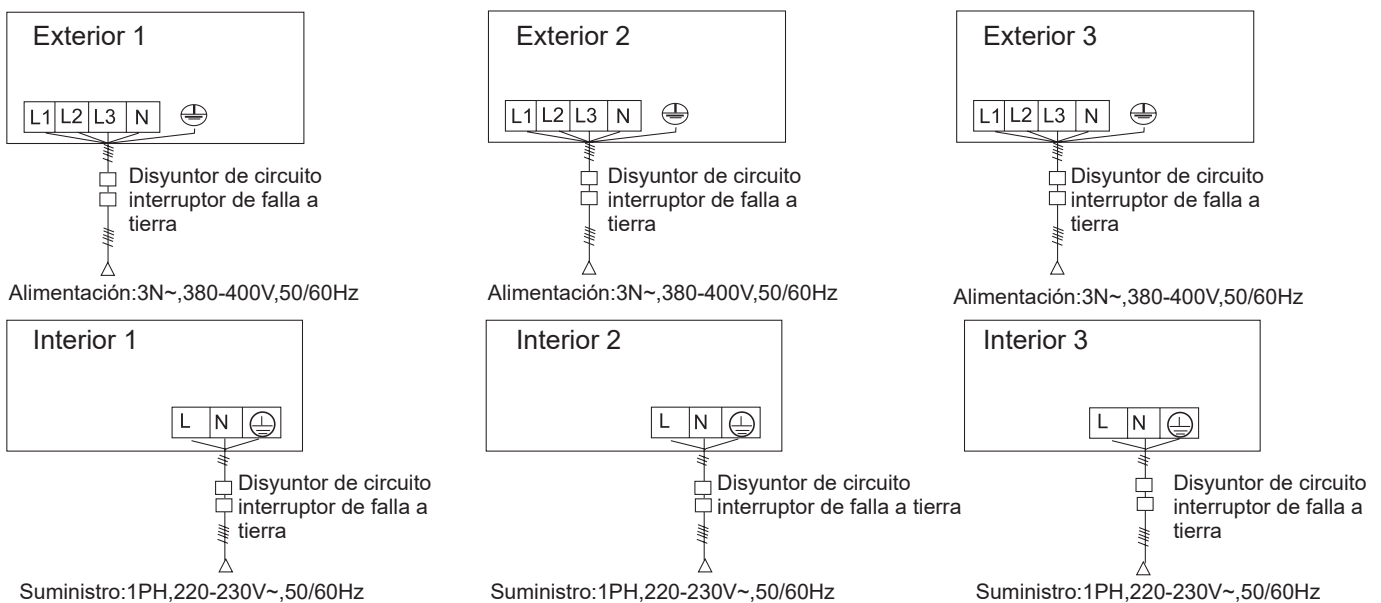 Exterior 1
L1 L2 L3 N
Disyuntor de circuito
interruptor de falla a
tierra
Alimentación:3N~,380-400V,50/60Hz
Exterior 2
L1 L2 L3 N
Disyuntor de circuito
interruptor de falla a
tierra
Alimentación:3N~,380-400V,50/60Hz
Exterior 3
L1 L2 L3 N
Disyuntor de circuito
interruptor de falla a
tierra
Alimentación:3N~,380-400V,50/60Hz
Interior 1
L N
Disyuntor de circuito
interruptor de falla a
tierra
Suministro:1PH,220-230V~,50/60Hz
Interior 2
L N
Disyuntor de circuito
interruptor de falla a tierra
Suministro:1PH,220-230V~,50/60Hz
Interior 3
L N
Disyuntor de circuito
interruptor de falla a
tierra
Suministro:1PH,220-230V~,50/60Hz